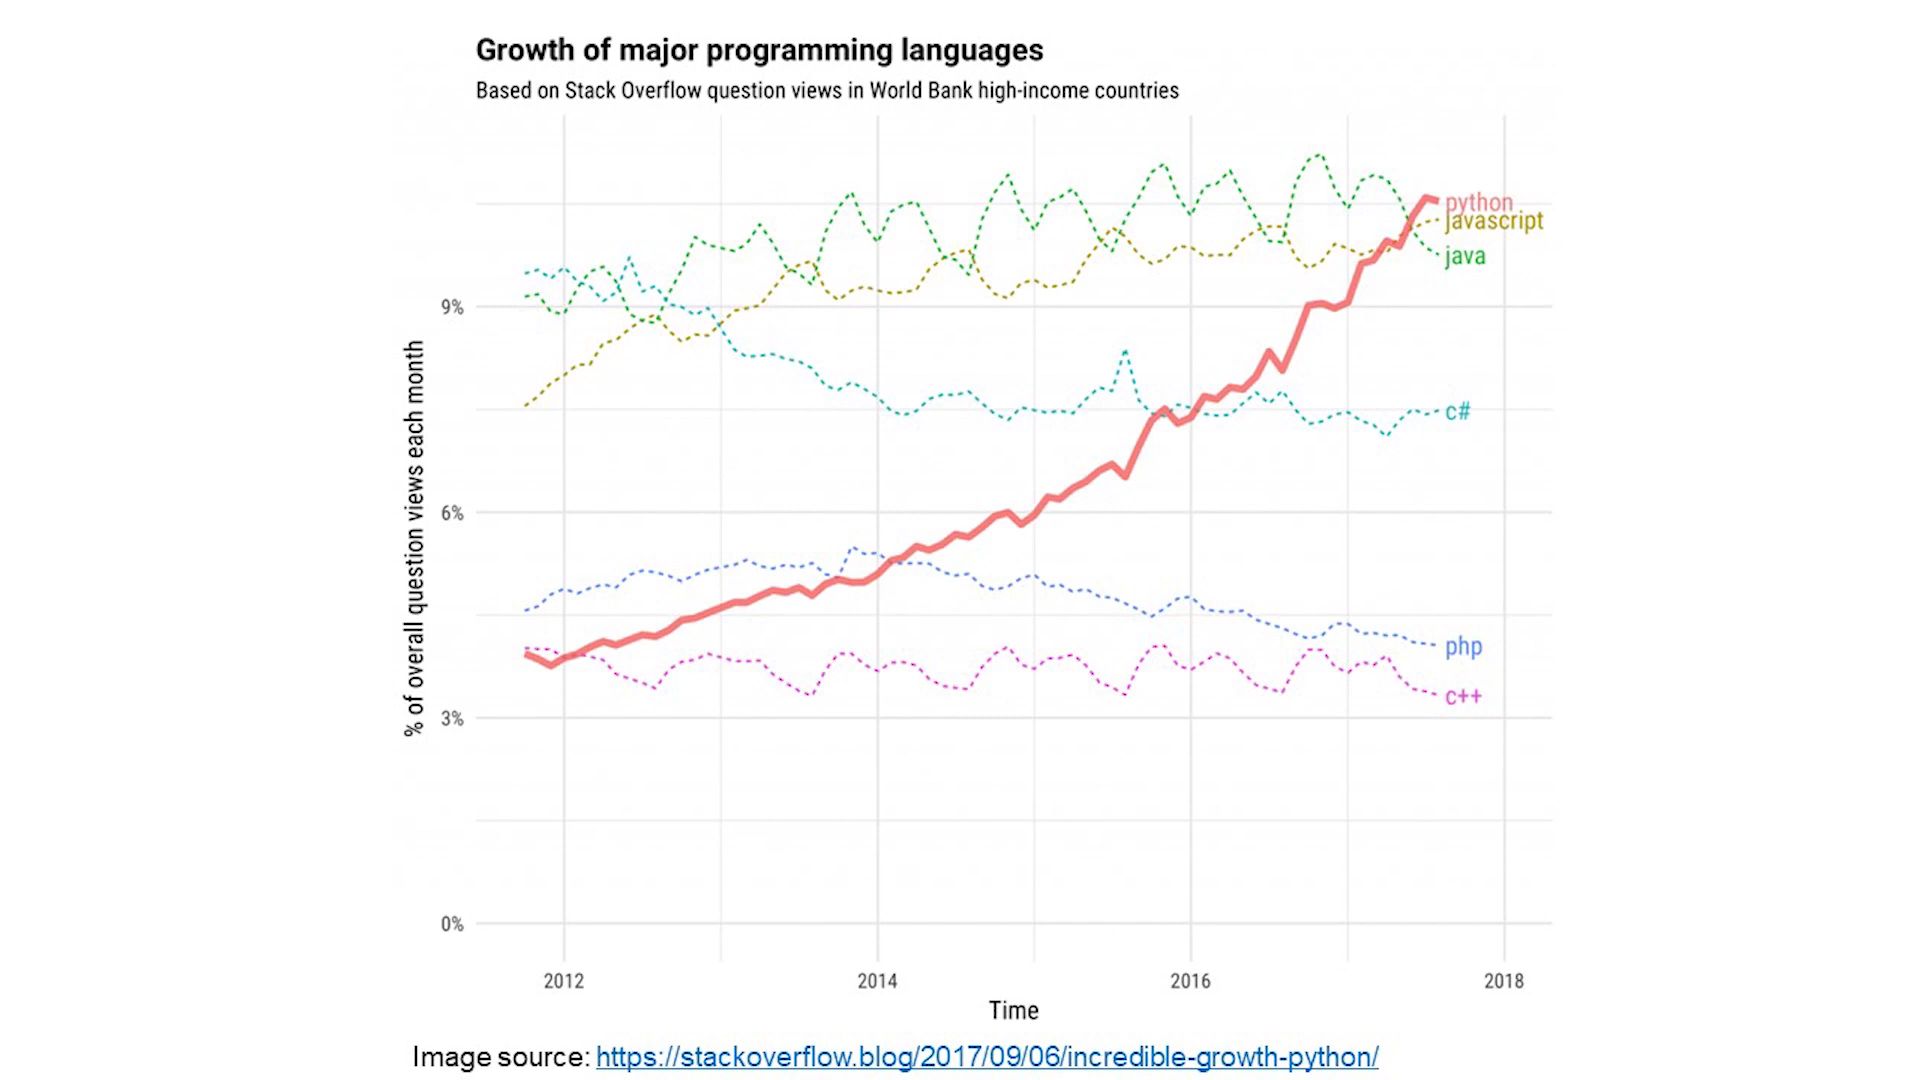 Growth of major programming languages
Based on Stack Overflow question views in World Bank high-income countries
% of overall question views each month
9%
6%
3%
0%
python
javascript
java
c#
php
c++
2012 2014 2016 2018
Time
Image source: https://stackoverflow.blog/2017/09/06/incredible-growth-python/